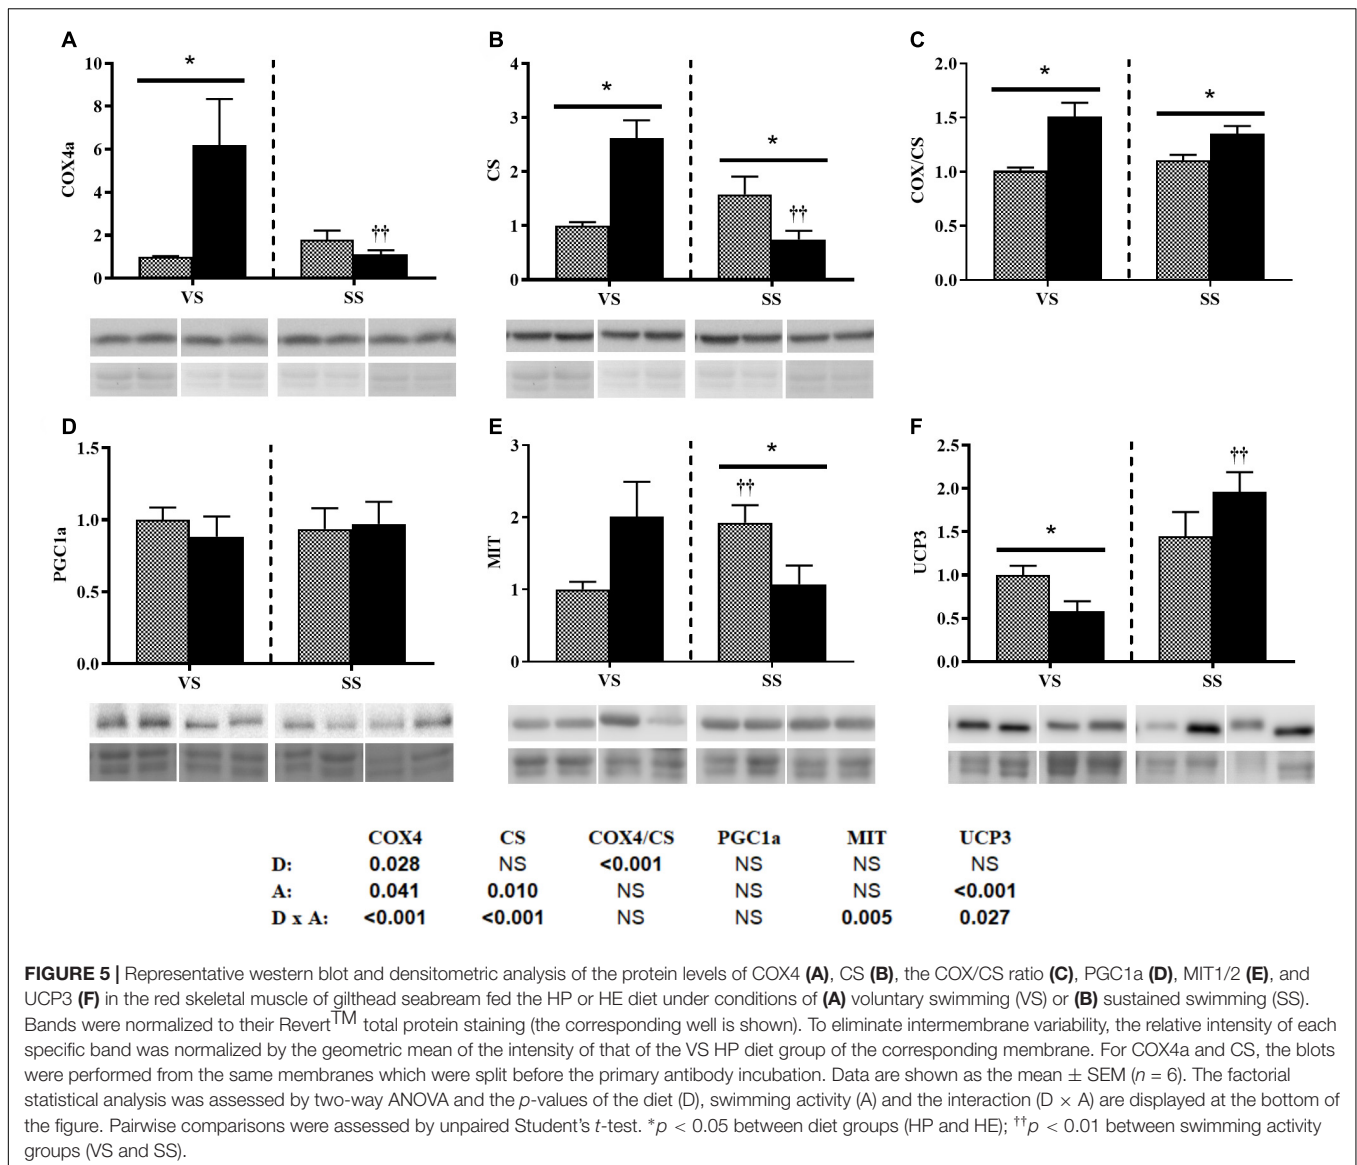 A
COX4a
10
8
6
4
2
0
*
††
VS SS
B
CS
4
3
2
1
0
*
*
††
VS SS
C
COX/CS
2.0
1.5
1.0
0.5
0.0
*
*
VS SS
D
PGC1a
1.5
1.0
0.5
0.0
VS SS
E
MIT
3
2
1
0
††
*
VS SS
F
UCP3
2.5
2.0
1.5
1.0
0.5
0.0
*
††
VS SS
COX4 CS COX4/CS PGC1a MIT UCP3
D: 0.028 NS <0.001 NS NS NS
A: 0.041 0.010 NS NS NS <0.001
D x A: <0.001 <0.001 NS NS 0.005 0.027
FIGURE 5 | Representative western blot and densitometric analysis of the protein levels of COX4 (A), CS (B), the COX/CS ratio (C), PGC1a (D), MIT1/2 (E), and
UCP3 (F) in the red skeletal muscle of gilthead seabream fed the HP or HE diet under conditions of (A) voluntary swimming (VS) or (B) sustained swimming (SS).
Bands were normalized to their Revert™ total protein staining (the corresponding well is shown). To eliminate intermembrane variability, the relative intensity of each
specific band was normalized by the geometric mean of the intensity of that of the VS HP diet group of the corresponding membrane. For COX4a and CS, the blots
were performed from the same membranes which were split before the primary antibody incubation. Data are shown as the mean ± SEM (n = 6). The factorial
statistical analysis was assessed by two-way ANOVA and the p-values of the diet (D), swimming activity (A) and the interaction (D × A) are displayed at the bottom of
the figure. Pairwise comparisons were assessed by unpaired Student's t-test. *p < 0.05 between diet groups (HP and HE); ††p < 0.01 between swimming activity
groups (VS and SS).